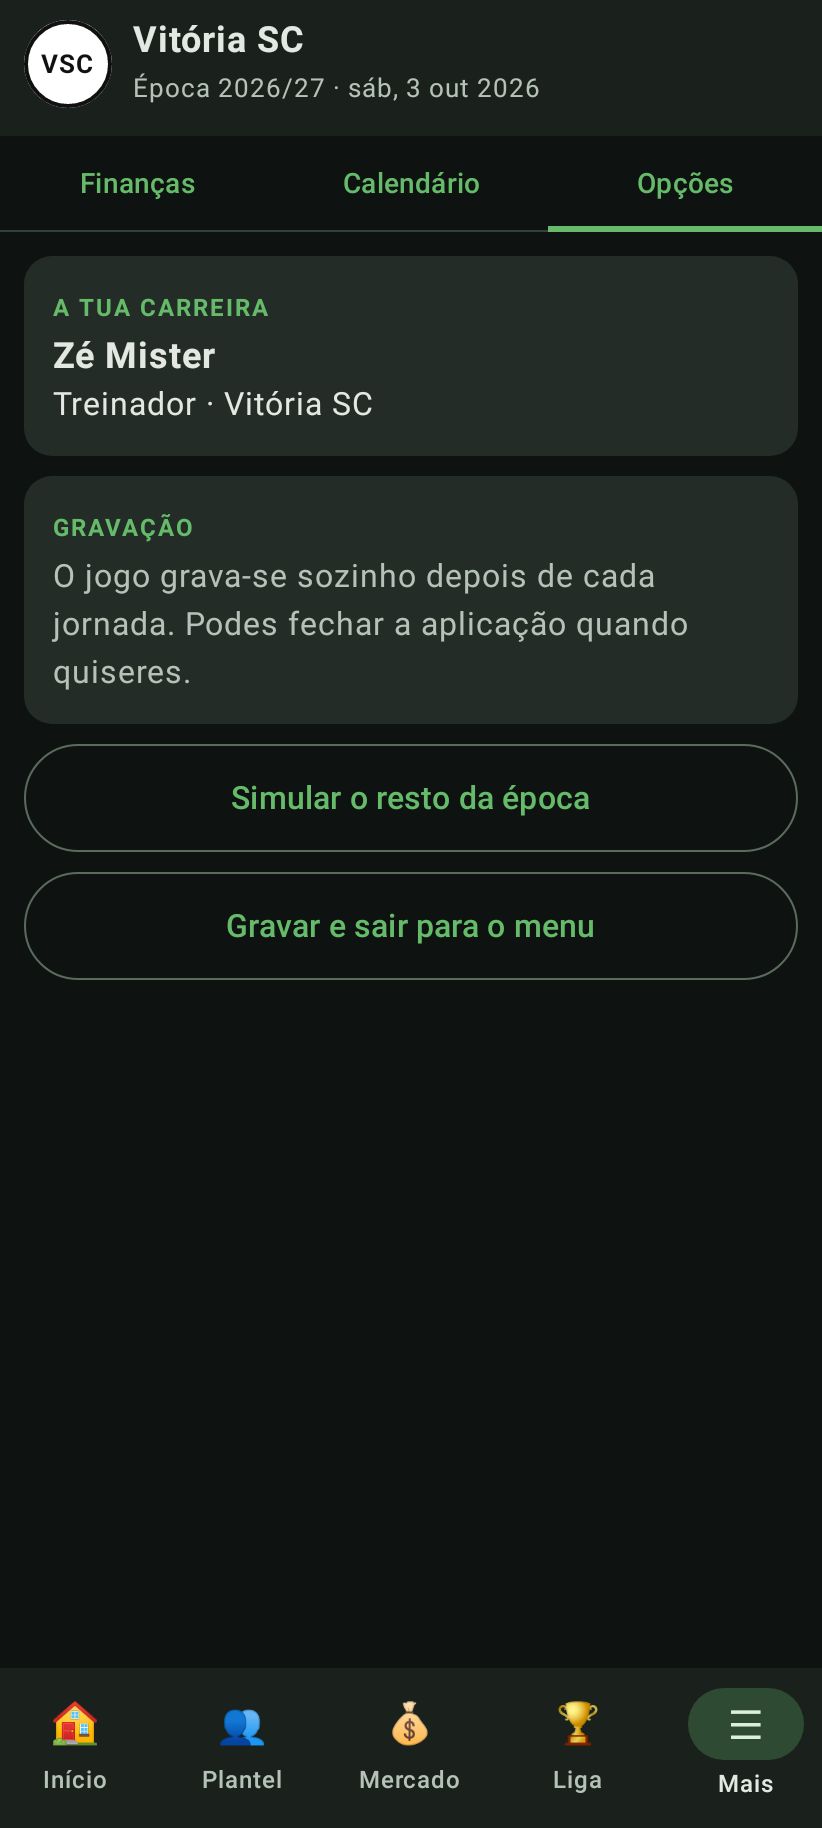 VSC
Vitória SC
Época 2026/27 · sáb, 3 out 2026
Finanças
Calendário
Opções
A TUA CARREIRA
Zé Mister
Treinador · Vitória SC
GRAVAÇÃO
O jogo grava-se sozinho depois de cada
jornada. Podes fechar a aplicação quando
quiseres.
Simular o resto da época
Gravar e sair para o menu
Início
Plantel
Mercado
Liga
Mais